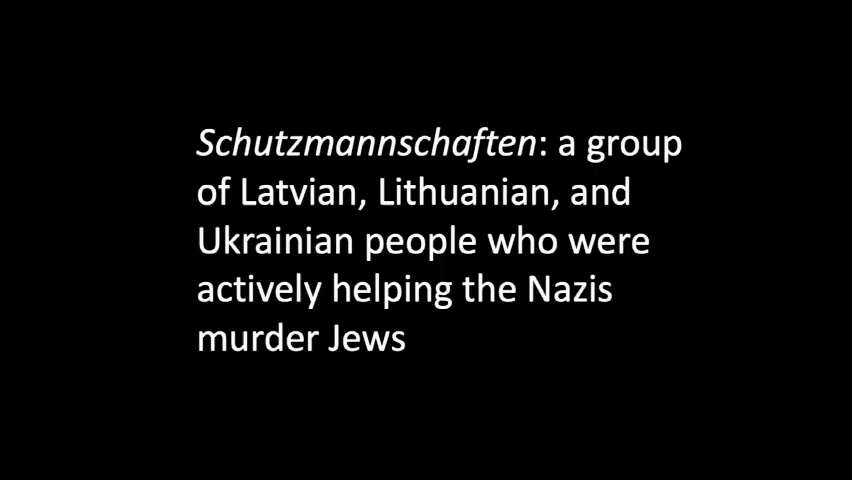 Schutzmannschaften: a group
of Latvian, Lithuanian, and
Ukrainian people who were
actively helping the Nazis
murder Jews